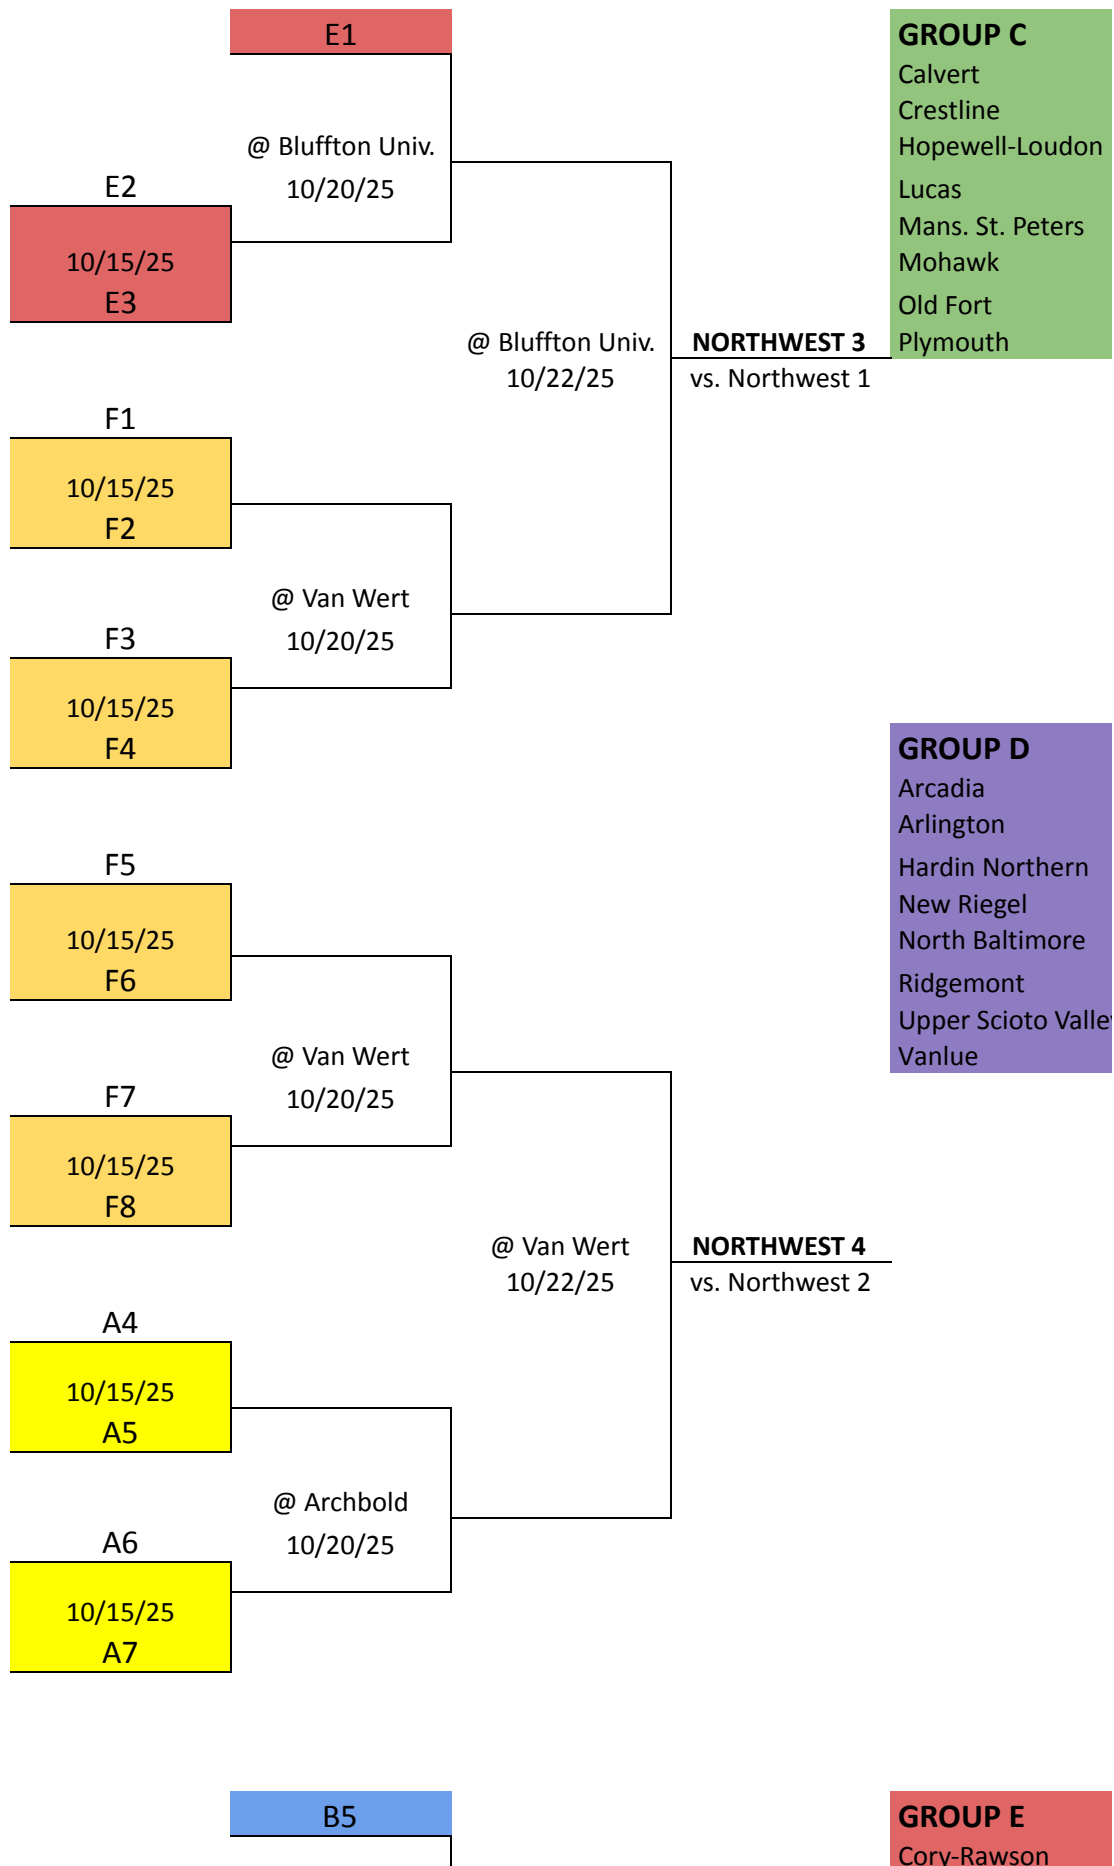 E1
@ Bluffton Univ.
10/20/25
E2
10/15/25
E3
@ Bluffton Univ.
10/22/25
NORTHWEST 3
vs. Northwest 1
F1
10/15/25
F2
@ Van Wert
10/20/25
F3
10/15/25
F4
F5
10/15/25
F6
@ Van Wert
10/20/25
F7
10/15/25
F8
@ Van Wert
10/22/25
NORTHWEST 4
vs. Northwest 2
A4
10/15/25
A5
@ Archbold
10/20/25
A6
10/15/25
A7
B5
GROUP C
Calvert
Crestline
Hopewell-Loudon
Lucas
Mans. St. Peters
Mohawk
Old Fort
Plymouth
GROUP D
Arcadia
Arlington
Hardin Northern
New Riegel
North Baltimore
Ridgemont
Upper Scioto Valley
Vanlue
GROUP E
Cory-Rawson